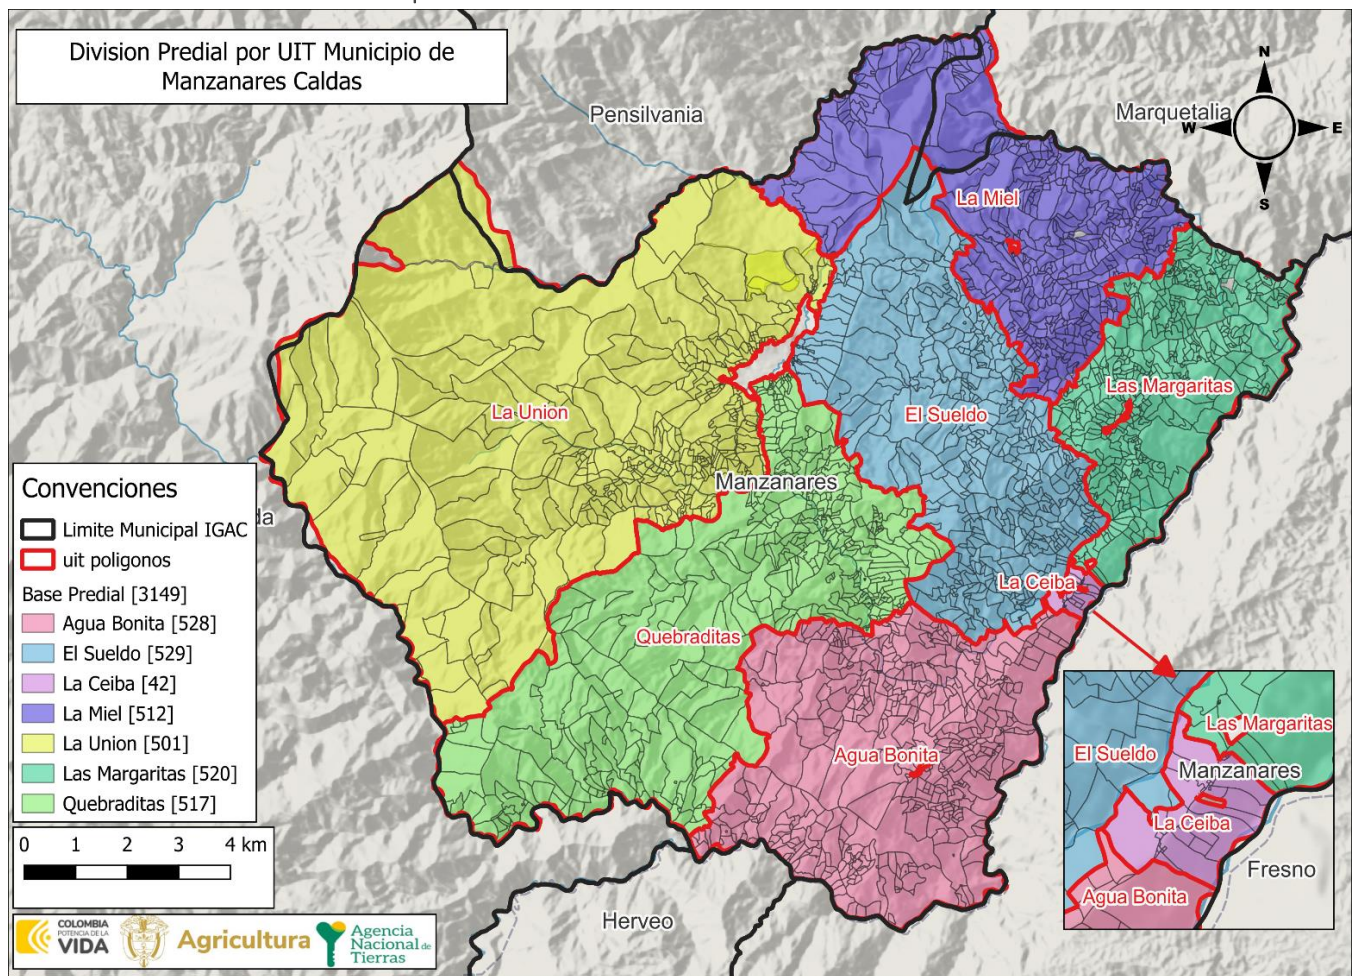 Division Predial por UIT Municipio de
Manzanares Caldas
Pensilvania
Marquetalia
N
W
E
S
La Miel
La Union
El Sueldo
Las Margaritas
Manzanares
La Ceiba
Quebraditas
Agua Bonita
Herveo
da
Convenciones
Limite Municipal IGAC
uit poligonos
Base Predial [3149]
Agua Bonita [528]
El Sueldo [529]
La Ceiba [42]
La Miel [512]
La Union [501]
Las Margaritas [520]
Quebraditas [517]
0 1 2 3 4 km
Las Margaritas
El Sueldo
Manzanares
La Ceiba
Fresno
Agua Bonita
COLOMBIA
POTENCIA DE LA
VIDA
Agricultura
Agencia
Nacional de
Tierras